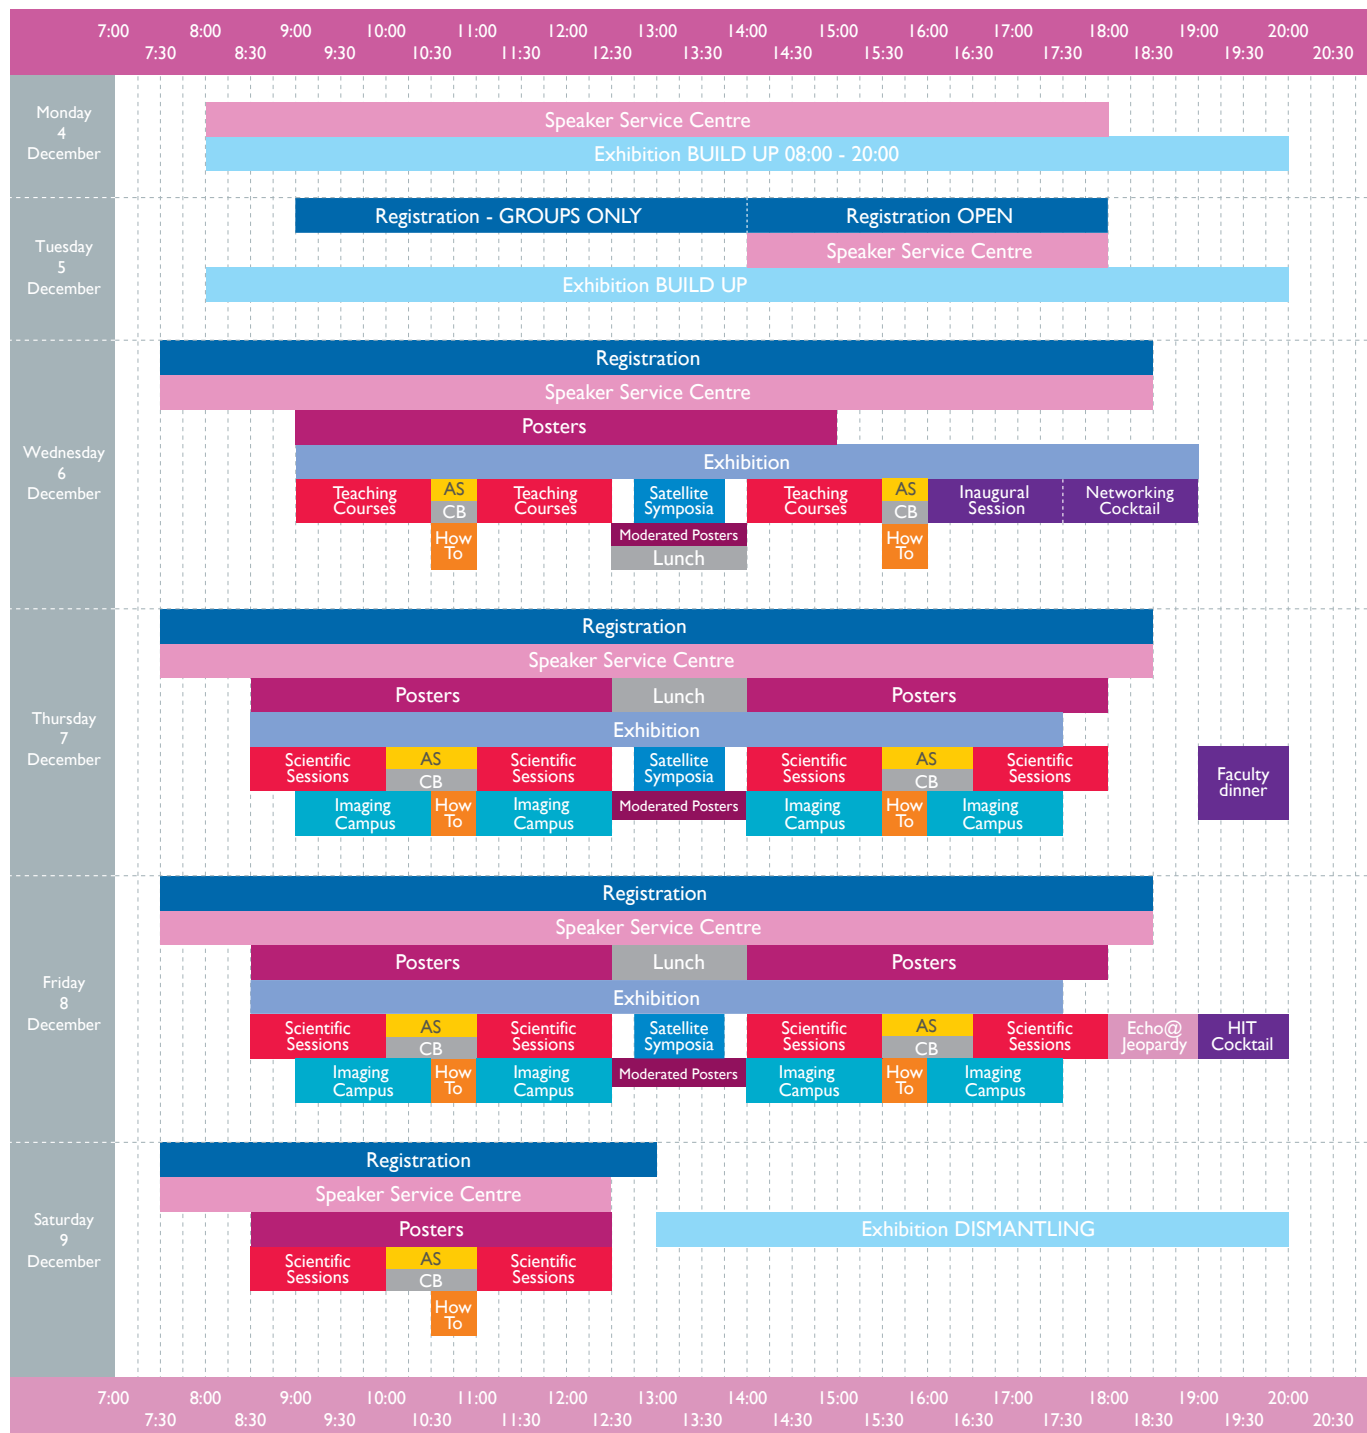 7:00 8:00 9:00 10:00 11:00 12:00 13:00 14:00 15:00 16:00 17:00 18:00 19:00 20:00
7:30 8:30 9:30 10:30 11:30 12:30 13:30 14:30 15:30 16:30 17:30 18:30 19:30 20:30
Monday
4
December
Speaker Service Centre
Exhibition BUILD UP 08:00 - 20:00
Tuesday
5
December
Registration - GROUPS ONLY Registration OPEN
Speaker Service Centre
Exhibition BUILD UP
Wednesday
6
December
Registration
Speaker Service Centre
Posters
Exhibition
Teaching
Courses
AS
CB
Teaching
Courses
Satellite
Symposia
Teaching
Courses
AS
CB
Inaugural
Session
Networking
Cocktail
How
To
Moderated Posters
Lunch
How
To
Thursday
7
December
Registration
Speaker Service Centre
Posters Lunch Posters
Exhibition
Scientific
Sessions
AS
CB
Scientific
Sessions
Satellite
Symposia
Scientific
Sessions
AS
CB
Scientific
Sessions
Faculty
dinner
Imaging
Campus
How
To
Imaging
Campus
Moderated Posters
Imaging
Campus
How
To
Imaging
Campus
Friday
8
December
Registration
Speaker Service Centre
Posters Lunch Posters
Exhibition
Scientific
Sessions
AS
CB
Scientific
Sessions
Satellite
Symposia
Scientific
Sessions
AS
CB
Scientific
Sessions
Echo@
Jeopardy
HIT
Cocktail
Imaging
Campus
How
To
Imaging
Campus
Moderated Posters
Imaging
Campus
How
To
Imaging
Campus
Saturday
9
December
Registration
Speaker Service Centre
Posters Exhibition DISMANTLING
Scientific
Sessions
AS
CB
Scientific
Sessions
How
To
7:00 8:00 9:00 10:00 11:00 12:00 13:00 14:00 15:00 16:00 17:00 18:00 19:00 20:00
7:30 8:30 9:30 10:30 11:30 12:30 13:30 14:30 15:30 16:30 17:30 18:30 19:30 20:30